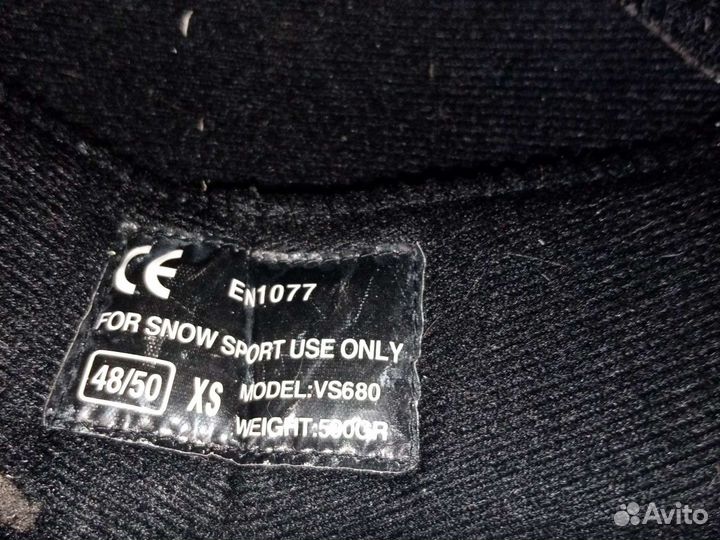 CE EN1077
FOR SNOW SPORT USE ONLY
48/50 XS MODEL:VS680
WEIGHT:500GR
Avito